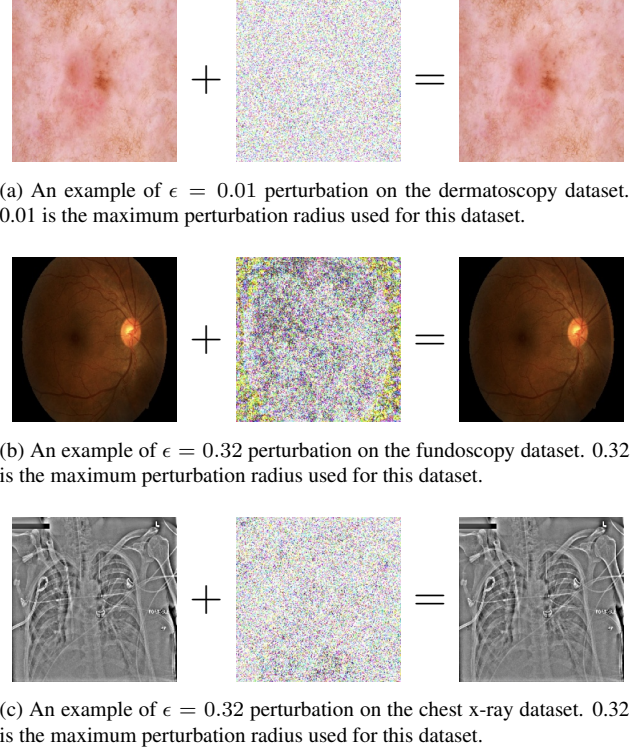 + =
(a) An example of ϵ = 0.01 perturbation on the dermatoscopy dataset.
0.01 is the maximum perturbation radius used for this dataset.
+ =
(b) An example of ϵ = 0.32 perturbation on the fundoscopy dataset. 0.32
is the maximum perturbation radius used for this dataset.
L
+ =
(c) An example of ϵ = 0.32 perturbation on the chest x-ray dataset. 0.32
is the maximum perturbation radius used for this dataset.